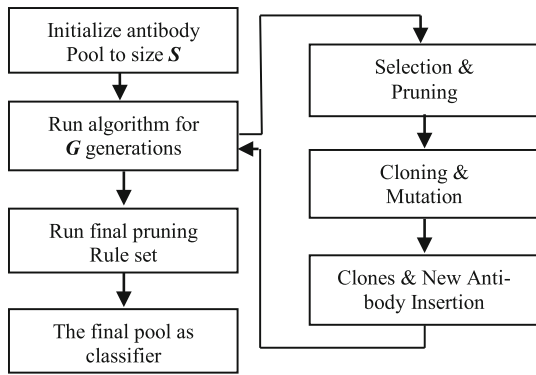 Initialize antibody
Pool to size S
Run algorithm for
G generations
Run final pruning
Rule set
The final pool as
classifier
Selection &
Pruning
Cloning &
Mutation
Clones & New Anti-
body Insertion